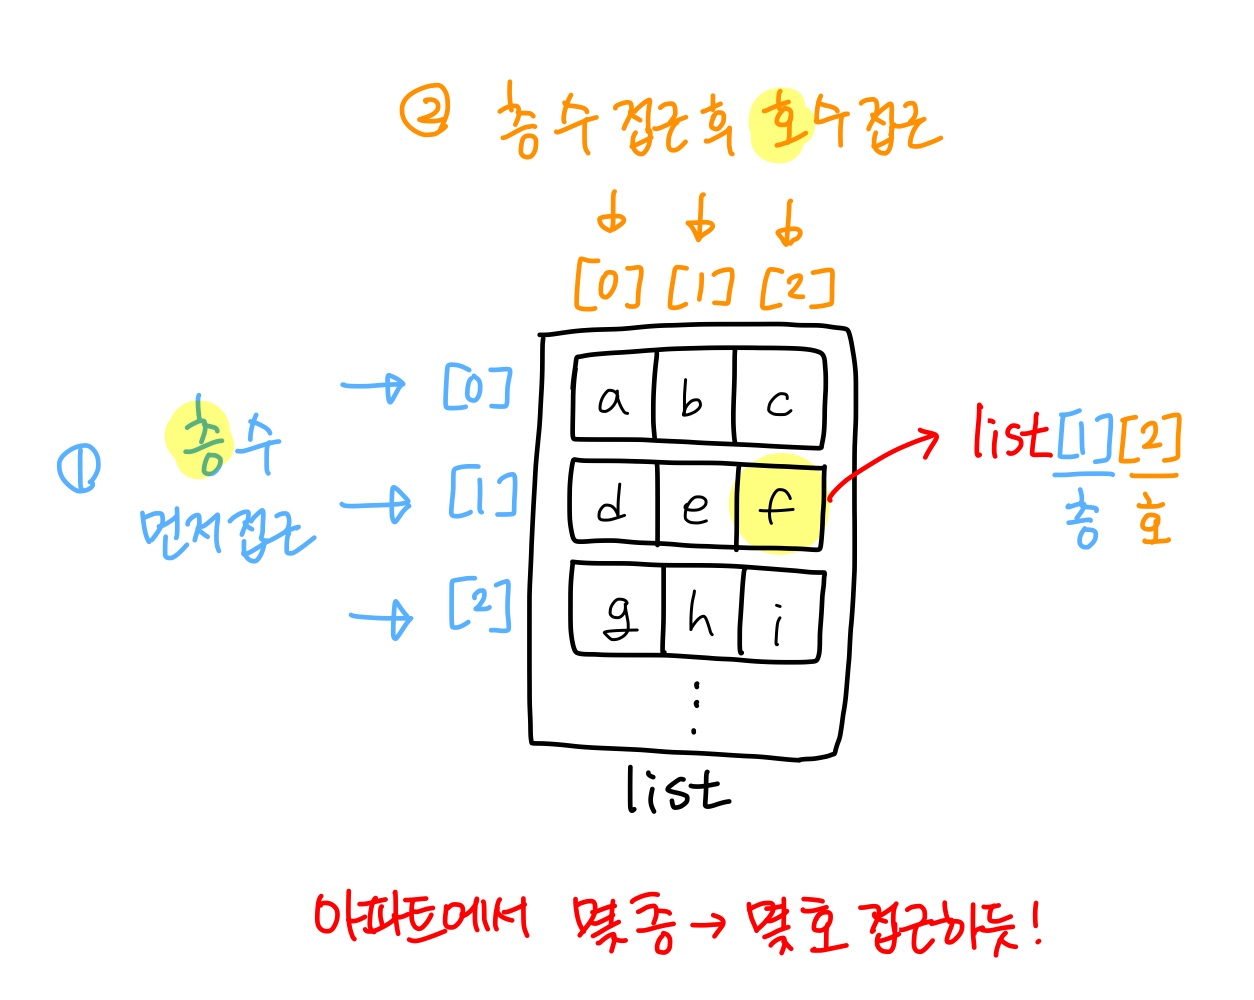 ② 층수접근후 호수접근
[0] [1] [2]
① 층수
먼저접근
[0] a b c
[1] d e f
[2] g h i
list[1][2]
층 호
list
아파트에서 몇층→몇호 접근하듯!